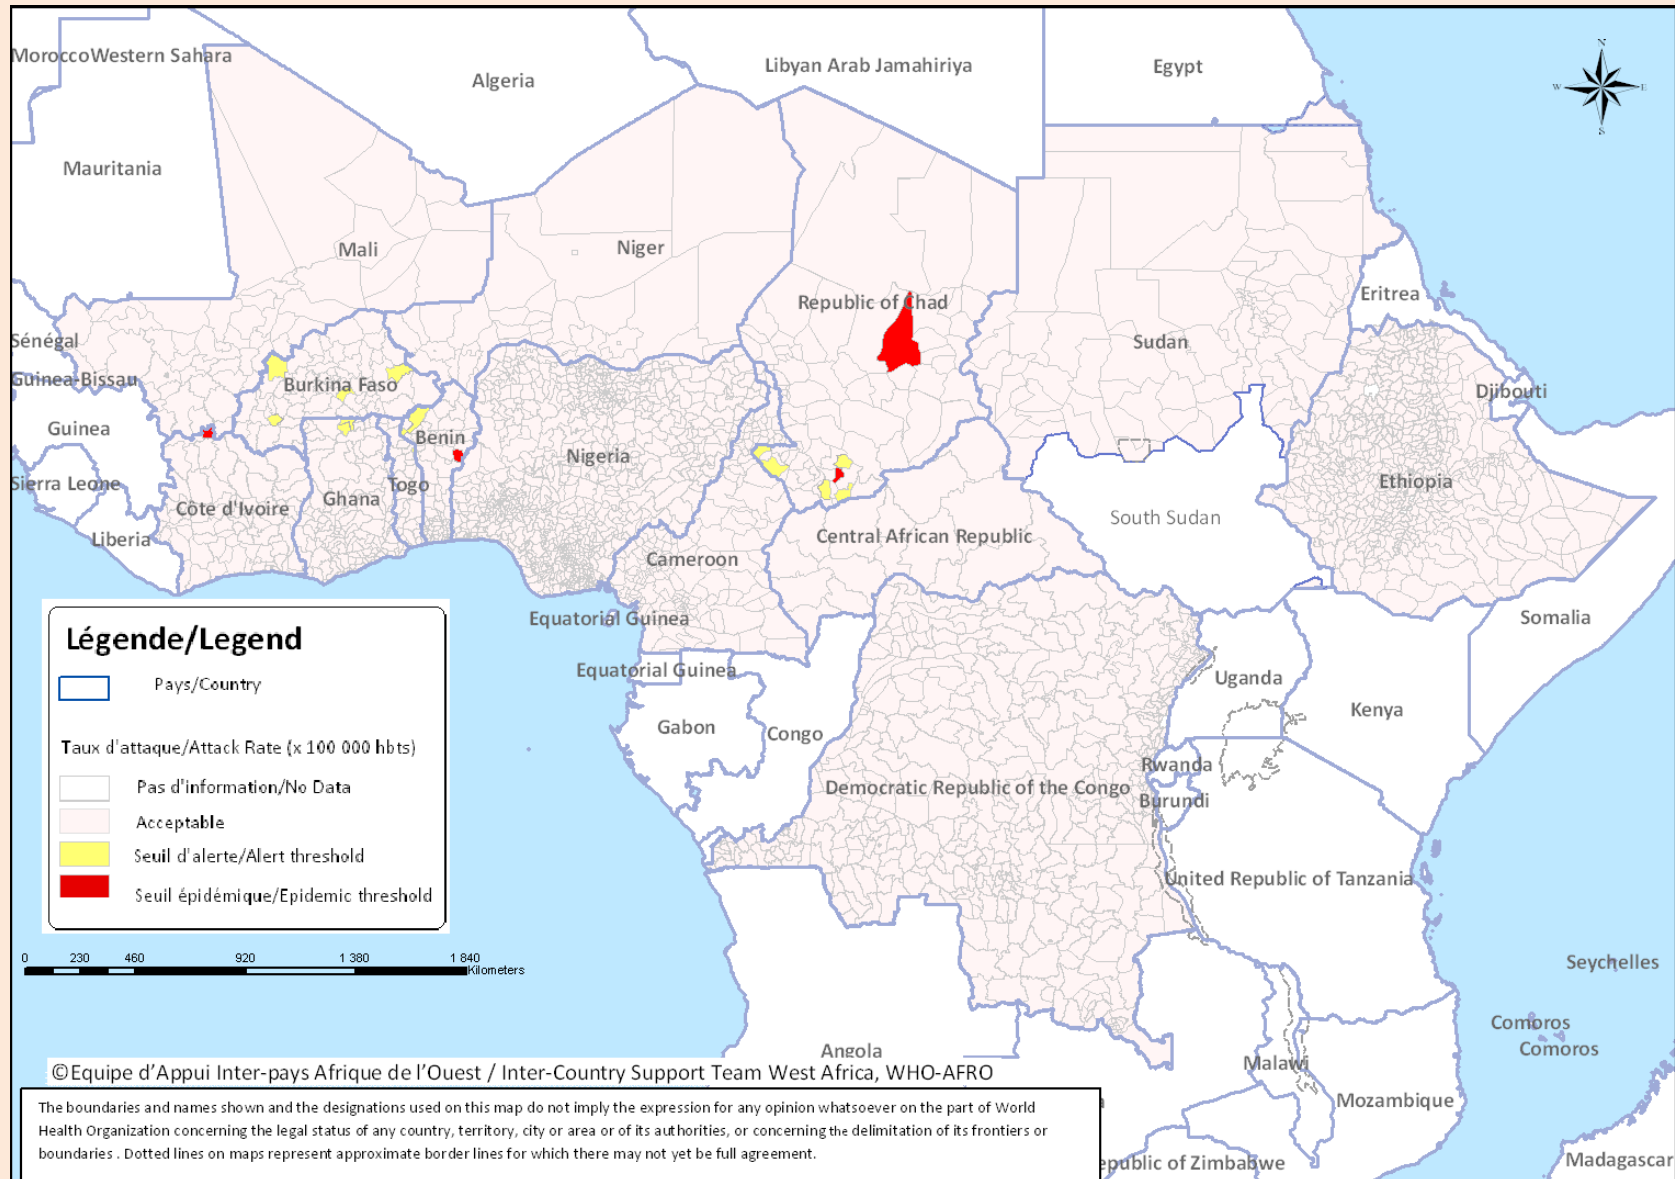 N
W
E
S
Morocco
Western Sahara
Algeria
Libyan Arab Jamahiriya
Egypt
Mauritania
Mali
Niger
Republic of Chad
Sudan
Eritrea
Sénégal
Guinea-Bissau
Burkina Faso
Djibouti
Guinea
Benin
Nigeria
Ethiopia
Sierra Leone
Côte d'Ivoire
Ghana
Togo
South Sudan
Liberia
Central African Republic
Cameroon
Equatorial Guinea
Somalia
Equatorial Guinea
Uganda
Gabon
Congo
Kenya
Rwanda
Democratic Republic of the Congo
Burundi
United Republic of Tanzania
Seychelles
Comoros
Comoros
Angola
Malawi
Mozambique
Republic of Zimbabwe
Madagascar
Légende/Legend
Pays/Country
Taux d'attaque/Attack Rate (x 100 000 hbts)
Pas d'information/No Data
Acceptable
Seuil d'alerte/Alert threshold
Seuil épidémique/Epidemic threshold
0 230 460 920 1 380 1 840
Kilometers
©Equipe d'Appui Inter-pays Afrique de l'Ouest / Inter-Country Support Team West Africa, WHO-AFRO
The boundaries and names shown and the designations used on this map do not imply the expression for any opinion whatsoever on the part of World
Health Organization concerning the legal status of any country, territory, city or area or of its authorities, or concerning the delimitation of its frontiers or
boundaries . Dotted lines on maps represent approximate border lines for which there may not yet be full agreement.